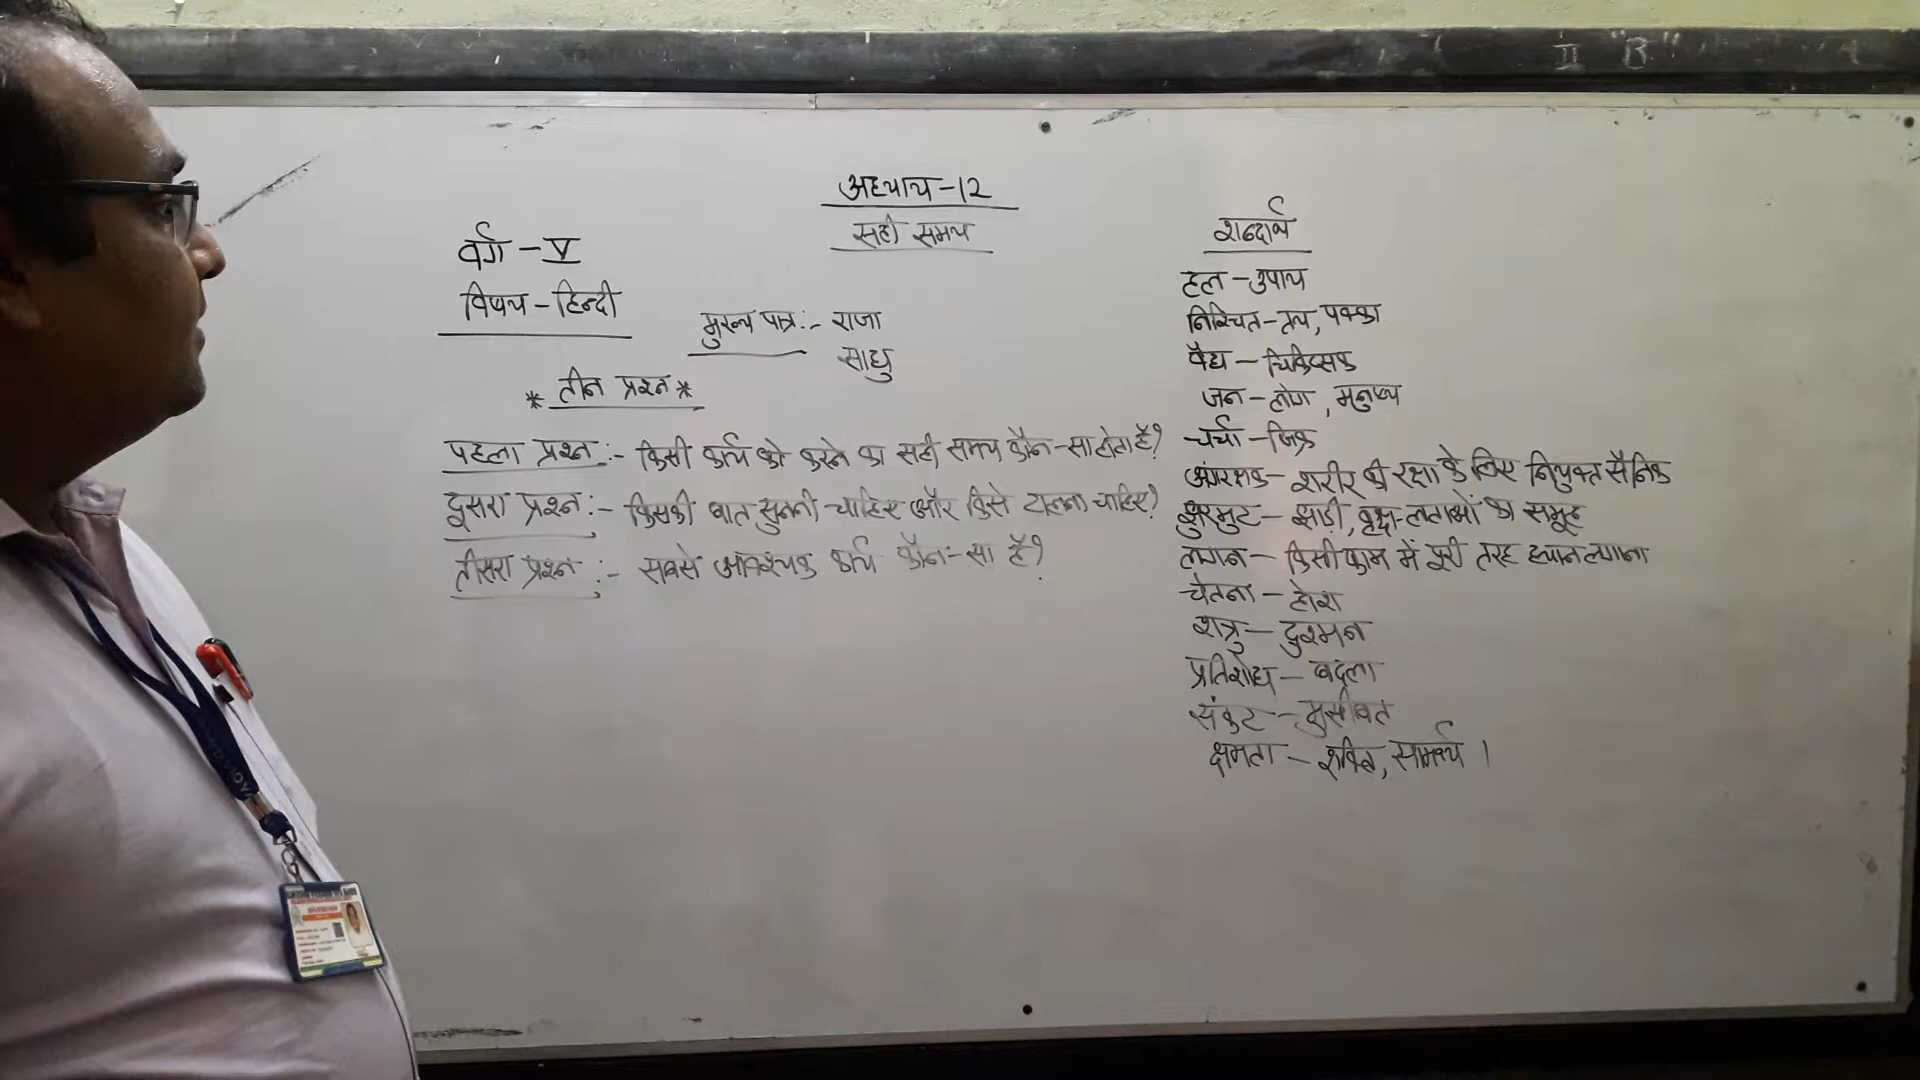 II "B"
अध्याय-12
सही समय
वर्ग - V
विषय - हिन्दी
मुख्य पात्र:- राजा
साधु
* तीन प्रश्न *
पहला प्रश्न:- किसी कार्य को करने का सही समय कौन-सा होता है?
दूसरा प्रश्न:- किसकी बात सुननी चाहिए और किसे टालना चाहिए?
तीसरा प्रश्न:- सबसे आवश्यक कार्य कौन-सा है?
शब्दार्थ
हल - उपाय
निश्चित - तय, पक्का
वैद्य - चिकित्सक
जन - लोग, मनुष्य
चर्चा - जिक्र
अंगरक्षक - शरीर की रक्षा के लिए नियुक्त सैनिक
झुरमुट - झाड़ी, वृक्ष-लताओं का समूह
लगन - किसी काम में पूरी तरह ध्यान लगाना
चेतना - होश
शत्रु - दुश्मन
प्रतिशोध - बदला
संकट - मुसीबत
क्षमता - शक्ति, सामर्थ्य ।